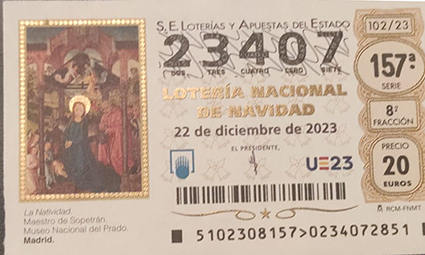 S.E. LOTERÍAS Y APUESTAS DEL ESTADO
102/23
23407
DOS TRES CUATRO CERO SIETE
157ª
SERIE
LOTERÍA NACIONAL
DE NAVIDAD
8ª
FRACCIÓN
22 de diciembre de 2023
EL PRESIDENTE,
PRECIO
20
EUROS
UE23
La Natividad.
Maestro de Sopetrán.
Museo Nacional del Prado.
Madrid.
RCM-FNMT
5102308157>0234072851